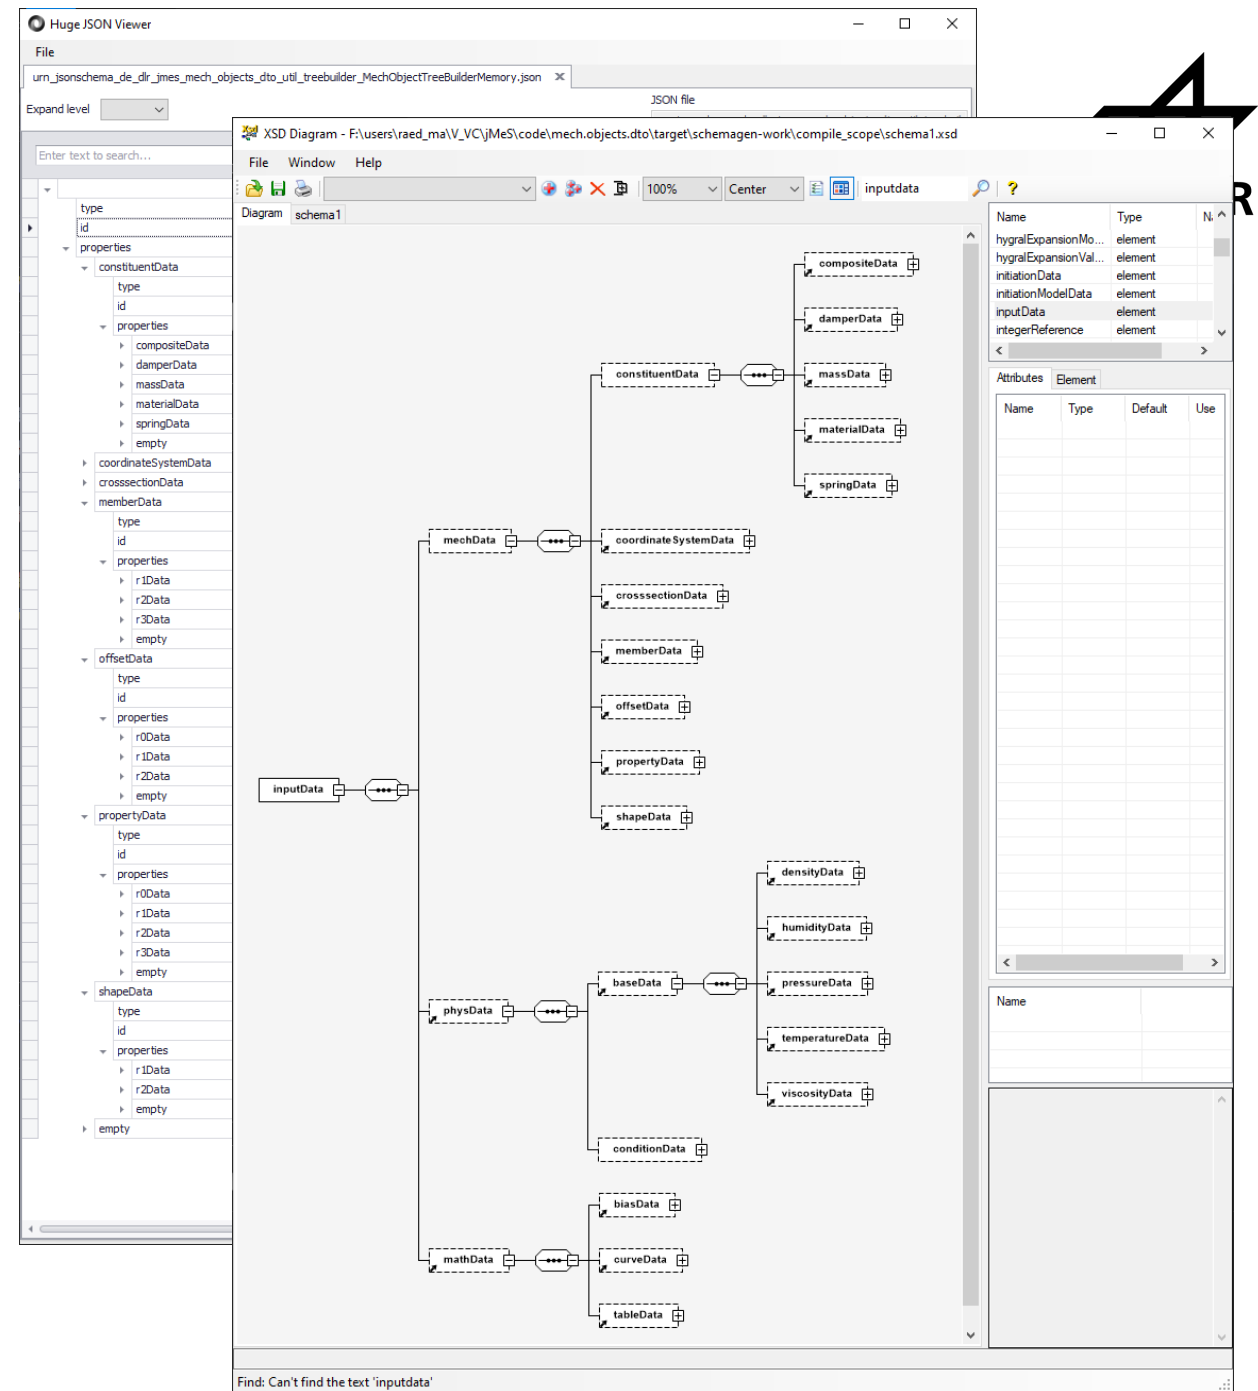 Huge JSON Viewer
File
urn_jsonschema_de_dlr_jmes_mech_objects_dto_util_treebuilder_MechObjectTreeBuilderMemory.json
Expand level
JSON file
Enter text to search...
type
id
properties
constituentData
type
id
properties
compositeData
damperData
massData
materialData
springData
empty
coordinateSystemData
crosssectionData
memberData
type
id
properties
r1Data
r2Data
r3Data
empty
offsetData
type
id
properties
r0Data
r1Data
r2Data
empty
propertyData
type
id
properties
r0Data
r1Data
r2Data
r3Data
empty
shapeData
type
id
properties
r1Data
r2Data
empty
empty
XSD Diagram - F:\users\raed_ma\V_VC\jMeS\code\mech.objects.dto\target\schemagen-work\compile_scope\schema1.xsd
File Window Help
100% Center inputdata
R
Diagram schema1
compositeData
damperData
constituentData
massData
materialData
springData
mechData
coordinateSystemData
crosssectionData
memberData
offsetData
propertyData
inputData
shapeData
densityData
humidityData
baseData
pressureData
physData
temperatureData
viscosityData
conditionData
biasData
mathData
curveData
tableData
Name Type
hygralExpansionMo... element
hygralExpansionVal... element
initiationData element
initiationModelData element
inputData element
integerReference element
Attributes Element
Name Type Default Use
Name
Find: Can't find the text 'inputdata'